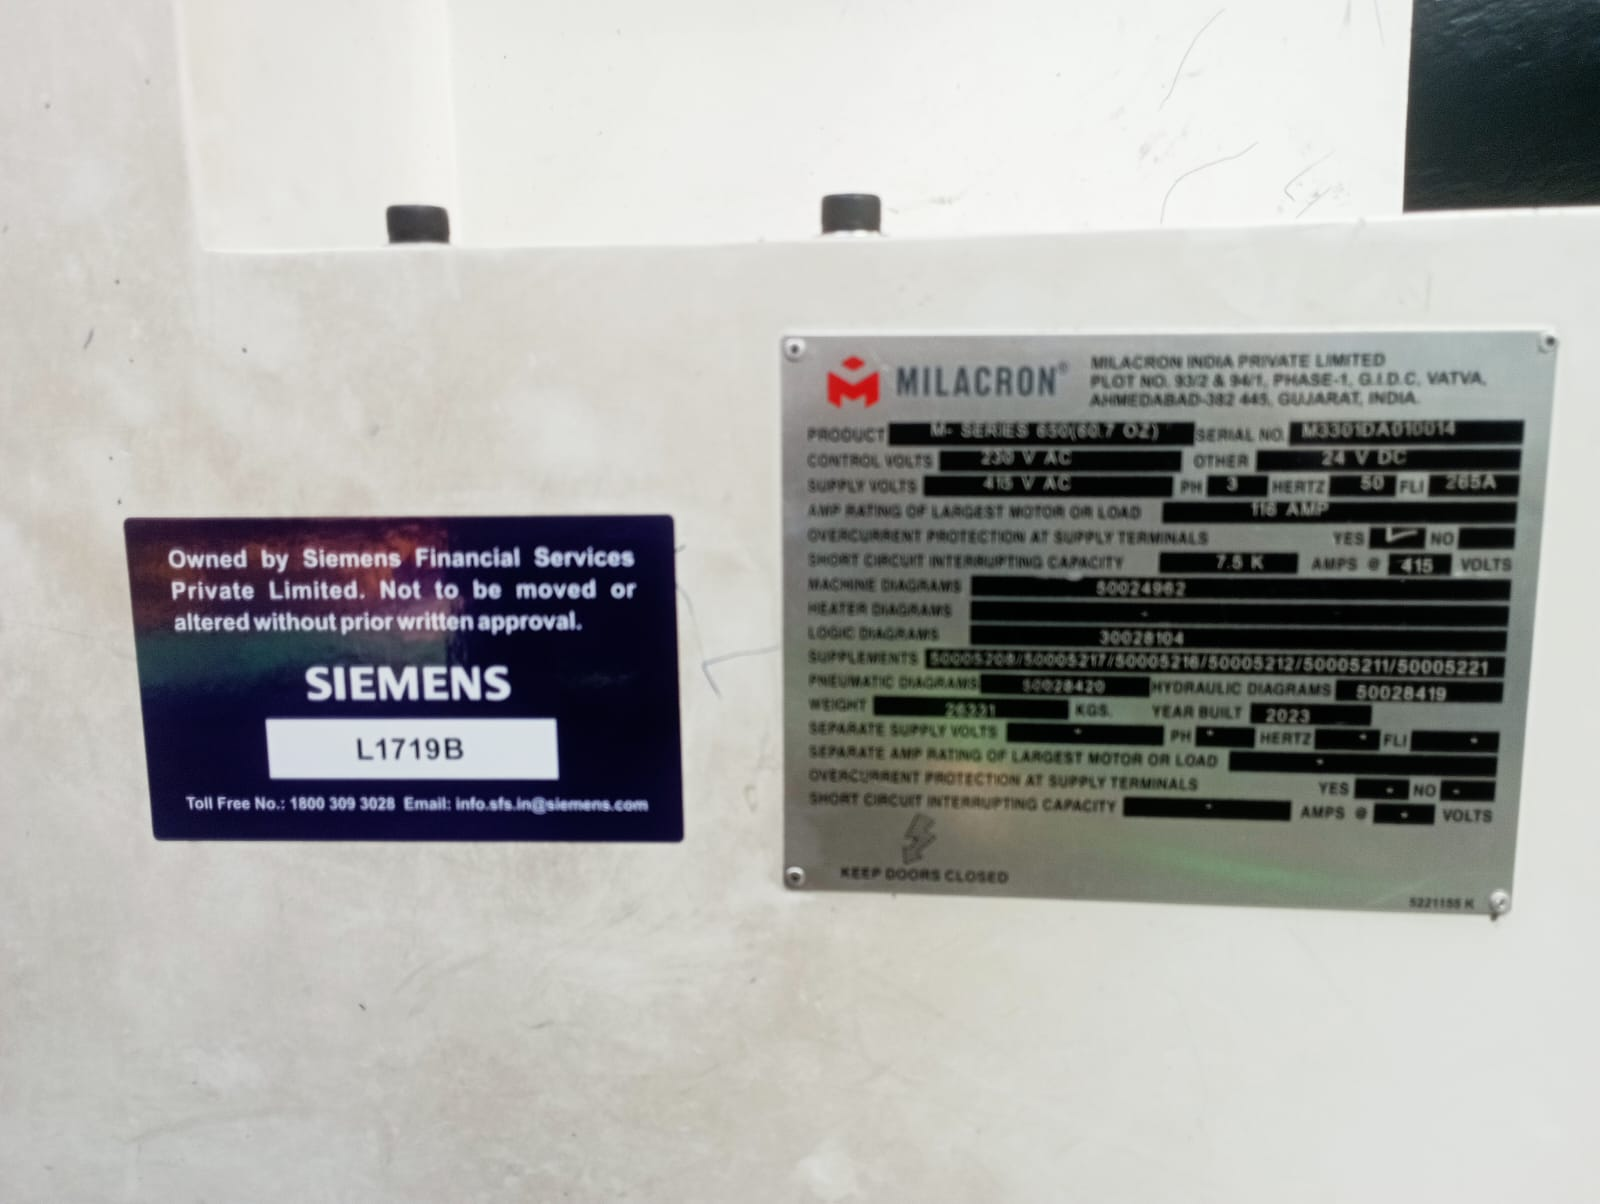 Owned by Siemens Financial Services
Private Limited. Not to be moved or
altered without prior written approval.
SIEMENS
L1719B
Toll Free No.: 1800 309 3028 Email: info.sfs.in@siemens.com
MILACRON®
MILACRON INDIA PRIVATE LIMITED
PLOT NO. 93/2 & 94/1, PHASE-1, G.I.D.C, VATVA,
AHMEDABAD-382 445, GUJARAT, INDIA.
PRODUCT M- SERIES 650(60.7 OZ) SERIAL NO. M3301DA010014
CONTROL VOLTS 230 V AC OTHER 24 V DC
SUPPLY VOLTS 415 V AC PH 3 HERTZ 50 FLI 265A
AMP RATING OF LARGEST MOTOR OR LOAD 116 AMP
OVERCURRENT PROTECTION AT SUPPLY TERMINALS YES ✓ NO
SHORT CIRCUIT INTERRUPTING CAPACITY 7.5 K AMPS @ 415 VOLTS
MACHINE DIAGRAMS 50024962
HEATER DIAGRAMS -
LOGIC DIAGRAMS 30028104
SUPPLEMENTS 50005208//50005217//50005216/50005212/50005211/50005221
PNEUMATIC DIAGRAMS 50028420 HYDRAULIC DIAGRAMS 50028419
WEIGHT 26331 KGS. YEAR BUILT 2023
SEPARATE SUPPLY VOLTS - PH - HERTZ - FLI -
SEPARATE AMP RATING OF LARGEST MOTOR OR LOAD -
OVERCURRENT PROTECTION AT SUPPLY TERMINALS YES - NO -
SHORT CIRCUIT INTERRUPTING CAPACITY - AMPS @ - VOLTS
KEEP DOORS CLOSED
5221155 K